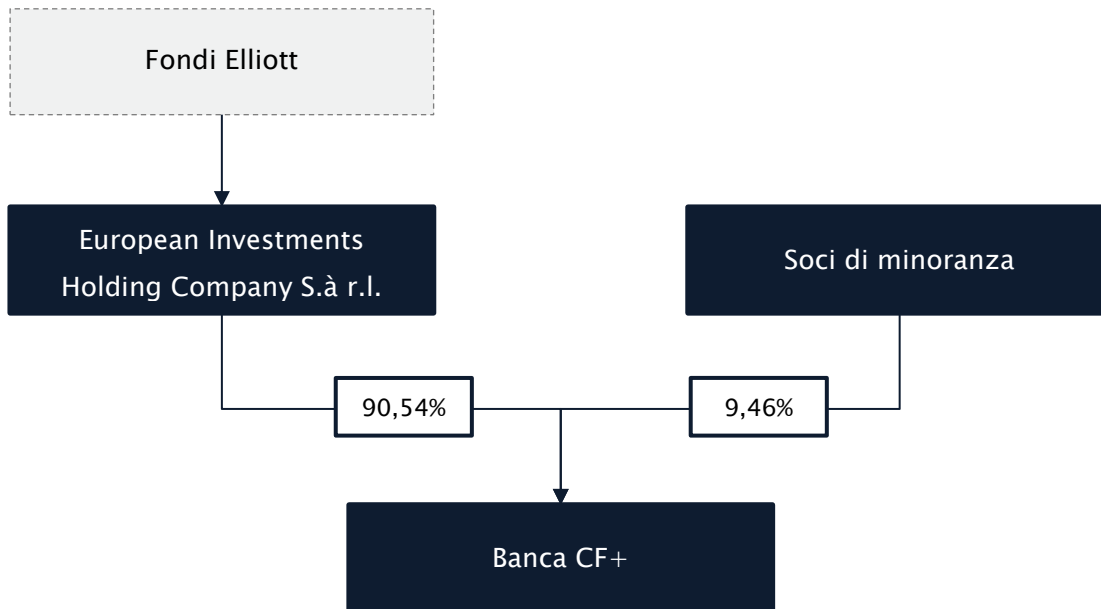 Fondi Elliott
European Investments
Holding Company S.à r.l.
Soci di minoranza
90,54%
9,46%
Banca CF+